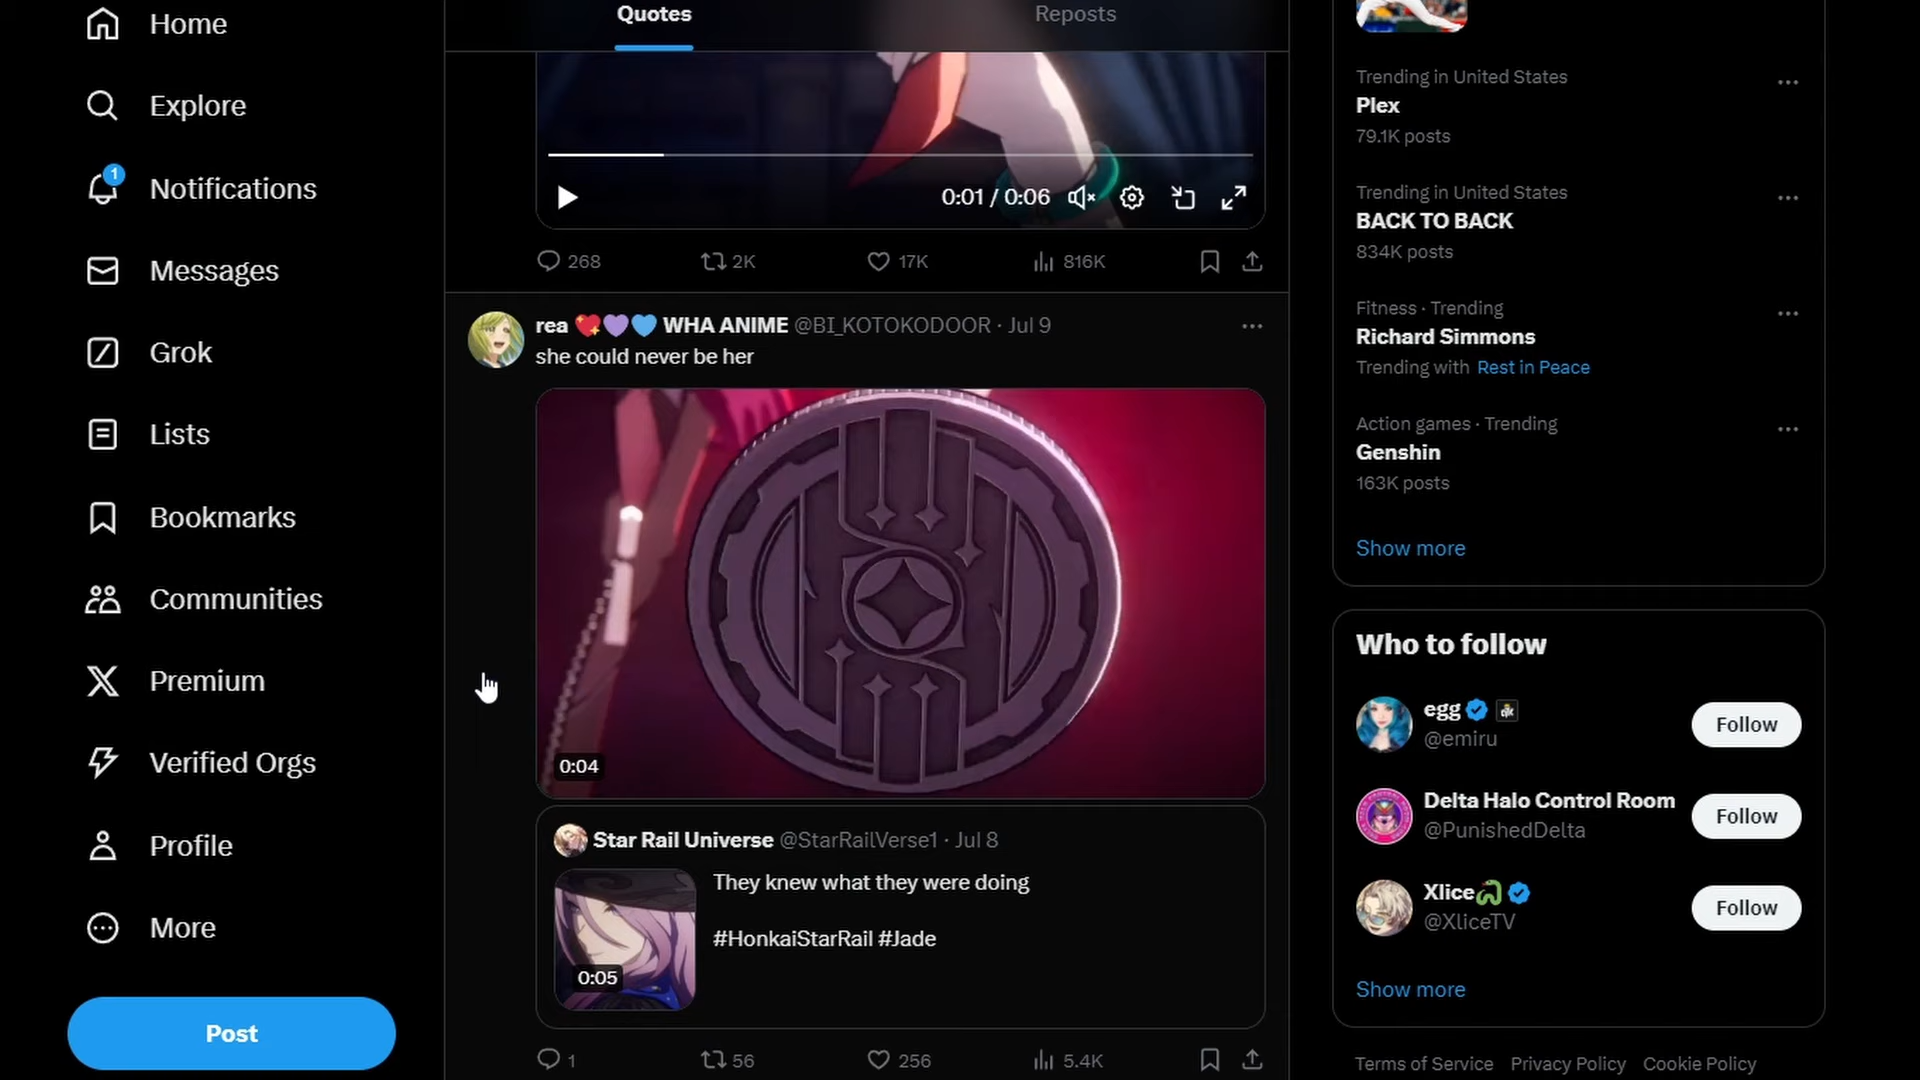 Home
Explore
1
Notifications
Messages
Grok
Lists
Bookmarks
Communities
Premium
Verified Orgs
Profile
More
Post
Quotes
Reposts
0:01 / 0:06
268
2K
17K
816K
rea 💖💜💙 WHA ANIME @BI_KOTOKODOOR · Jul 9
she could never be her
0:04
Star Rail Universe @StarRailVerse1 · Jul 8
They knew what they were doing
#HonkaiStarRail #Jade
0:05
1
56
256
5.4K
Trending in United States
Plex
79.1K posts
Trending in United States
BACK TO BACK
834K posts
Fitness · Trending
Richard Simmons
Trending with Rest in Peace
Action games · Trending
Genshin
163K posts
Show more
Who to follow
egg
@emiru
Follow
Delta Halo Control Room
@PunishedDelta
Follow
Xlice🐍
@XliceTV
Follow
Show more
Terms of Service Privacy Policy Cookie Policy